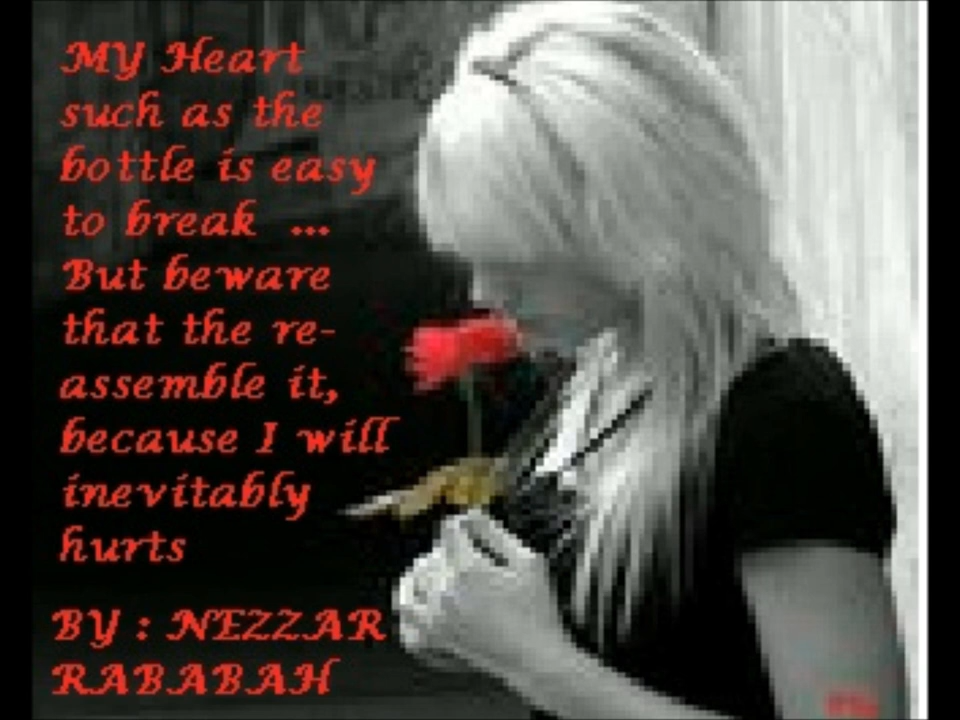 MY Heart
such as the
bottle is easy
to break ...
But beware
that the re-
assemble it,
because I will
inevitably
hurts
BY : NEZZAR
RABABAH